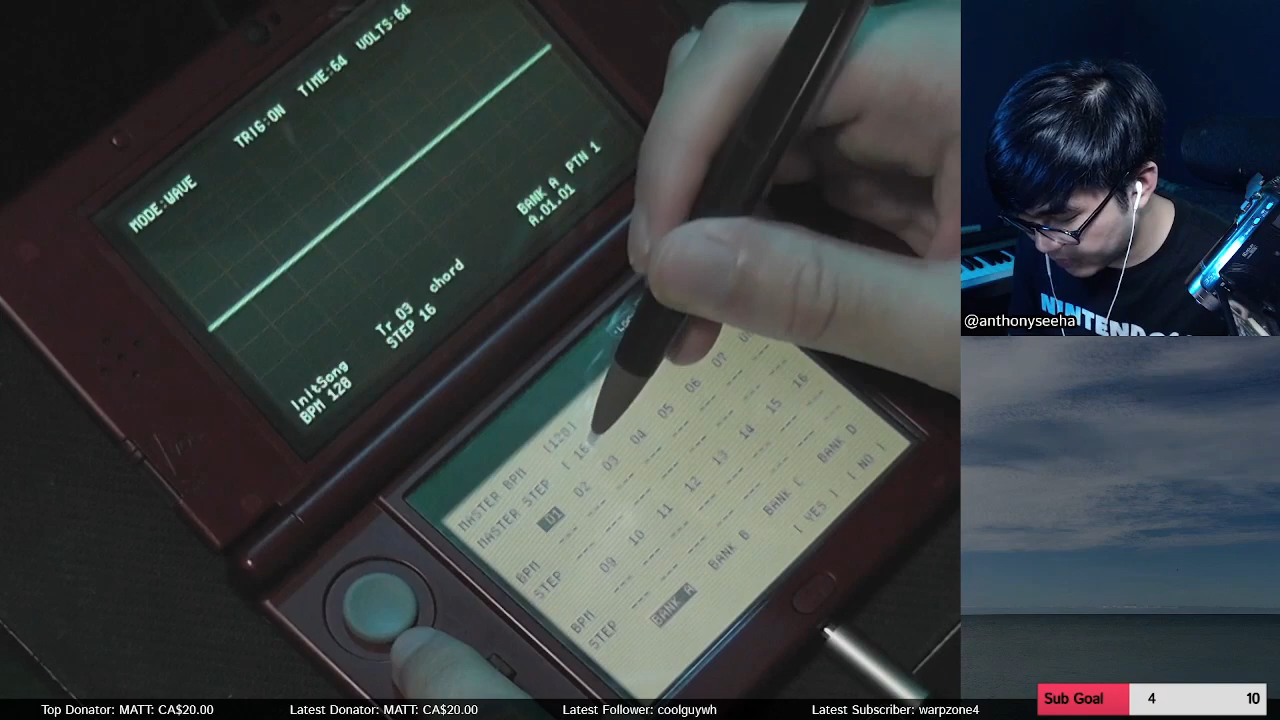 MODE:WAVE TRIG:ON TIME:64 VOLTS:64
InitSong Tr 03 chord BANK A PTN 1
BPM 128 STEP 16 A.01.01
MASTER BPM [128]
MASTER STEP [ 16
01 02 03 04 05 06 07
BPM --- --- --- --- --- ---
STEP --- --- --- --- --- ---
09 10 11 12 13 14 15 16
BPM --- --- --- --- --- --- --- ---
STEP --- --- --- --- --- --- --- ---
BANK A BANK B BANK C BANK D
[ YES ] [ NO ]
NINTENDO
@anthonyseeha
Sub Goal 4 10
Top Donator: MATT: CA$20.00 Latest Donator: MATT: CA$20.00 Latest Follower: coolguywh Latest Subscriber: warpzone4